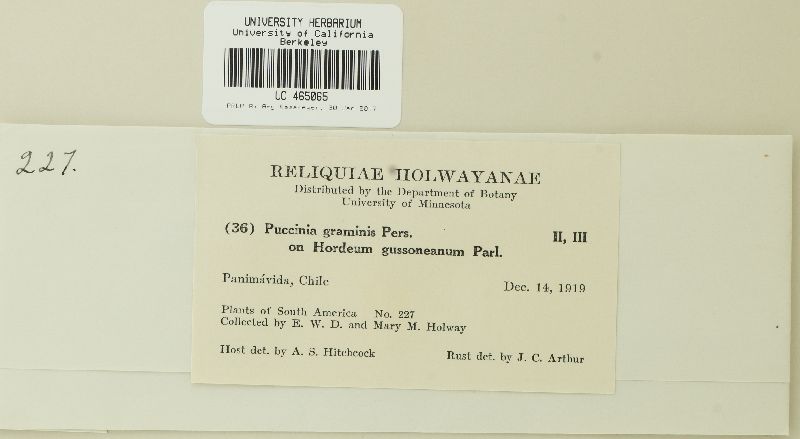 UNIVERSITY HERBARIUM
University of California
Berkeley
UC 465065
227.
RELIQUIAE HOLWAYANAE
Distributed by the Department of Botany
University of Minnesota
(36) Puccinia graminis Pers. II, III
on Hordeum gussoneanum Parl.
Panimávida, Chile Dec. 14, 1919
Plants of South America No. 227
Collected by E. W. D. and Mary M. Holway
Host det. by A. S. Hitchcock Rust det. by J. C. Arthur